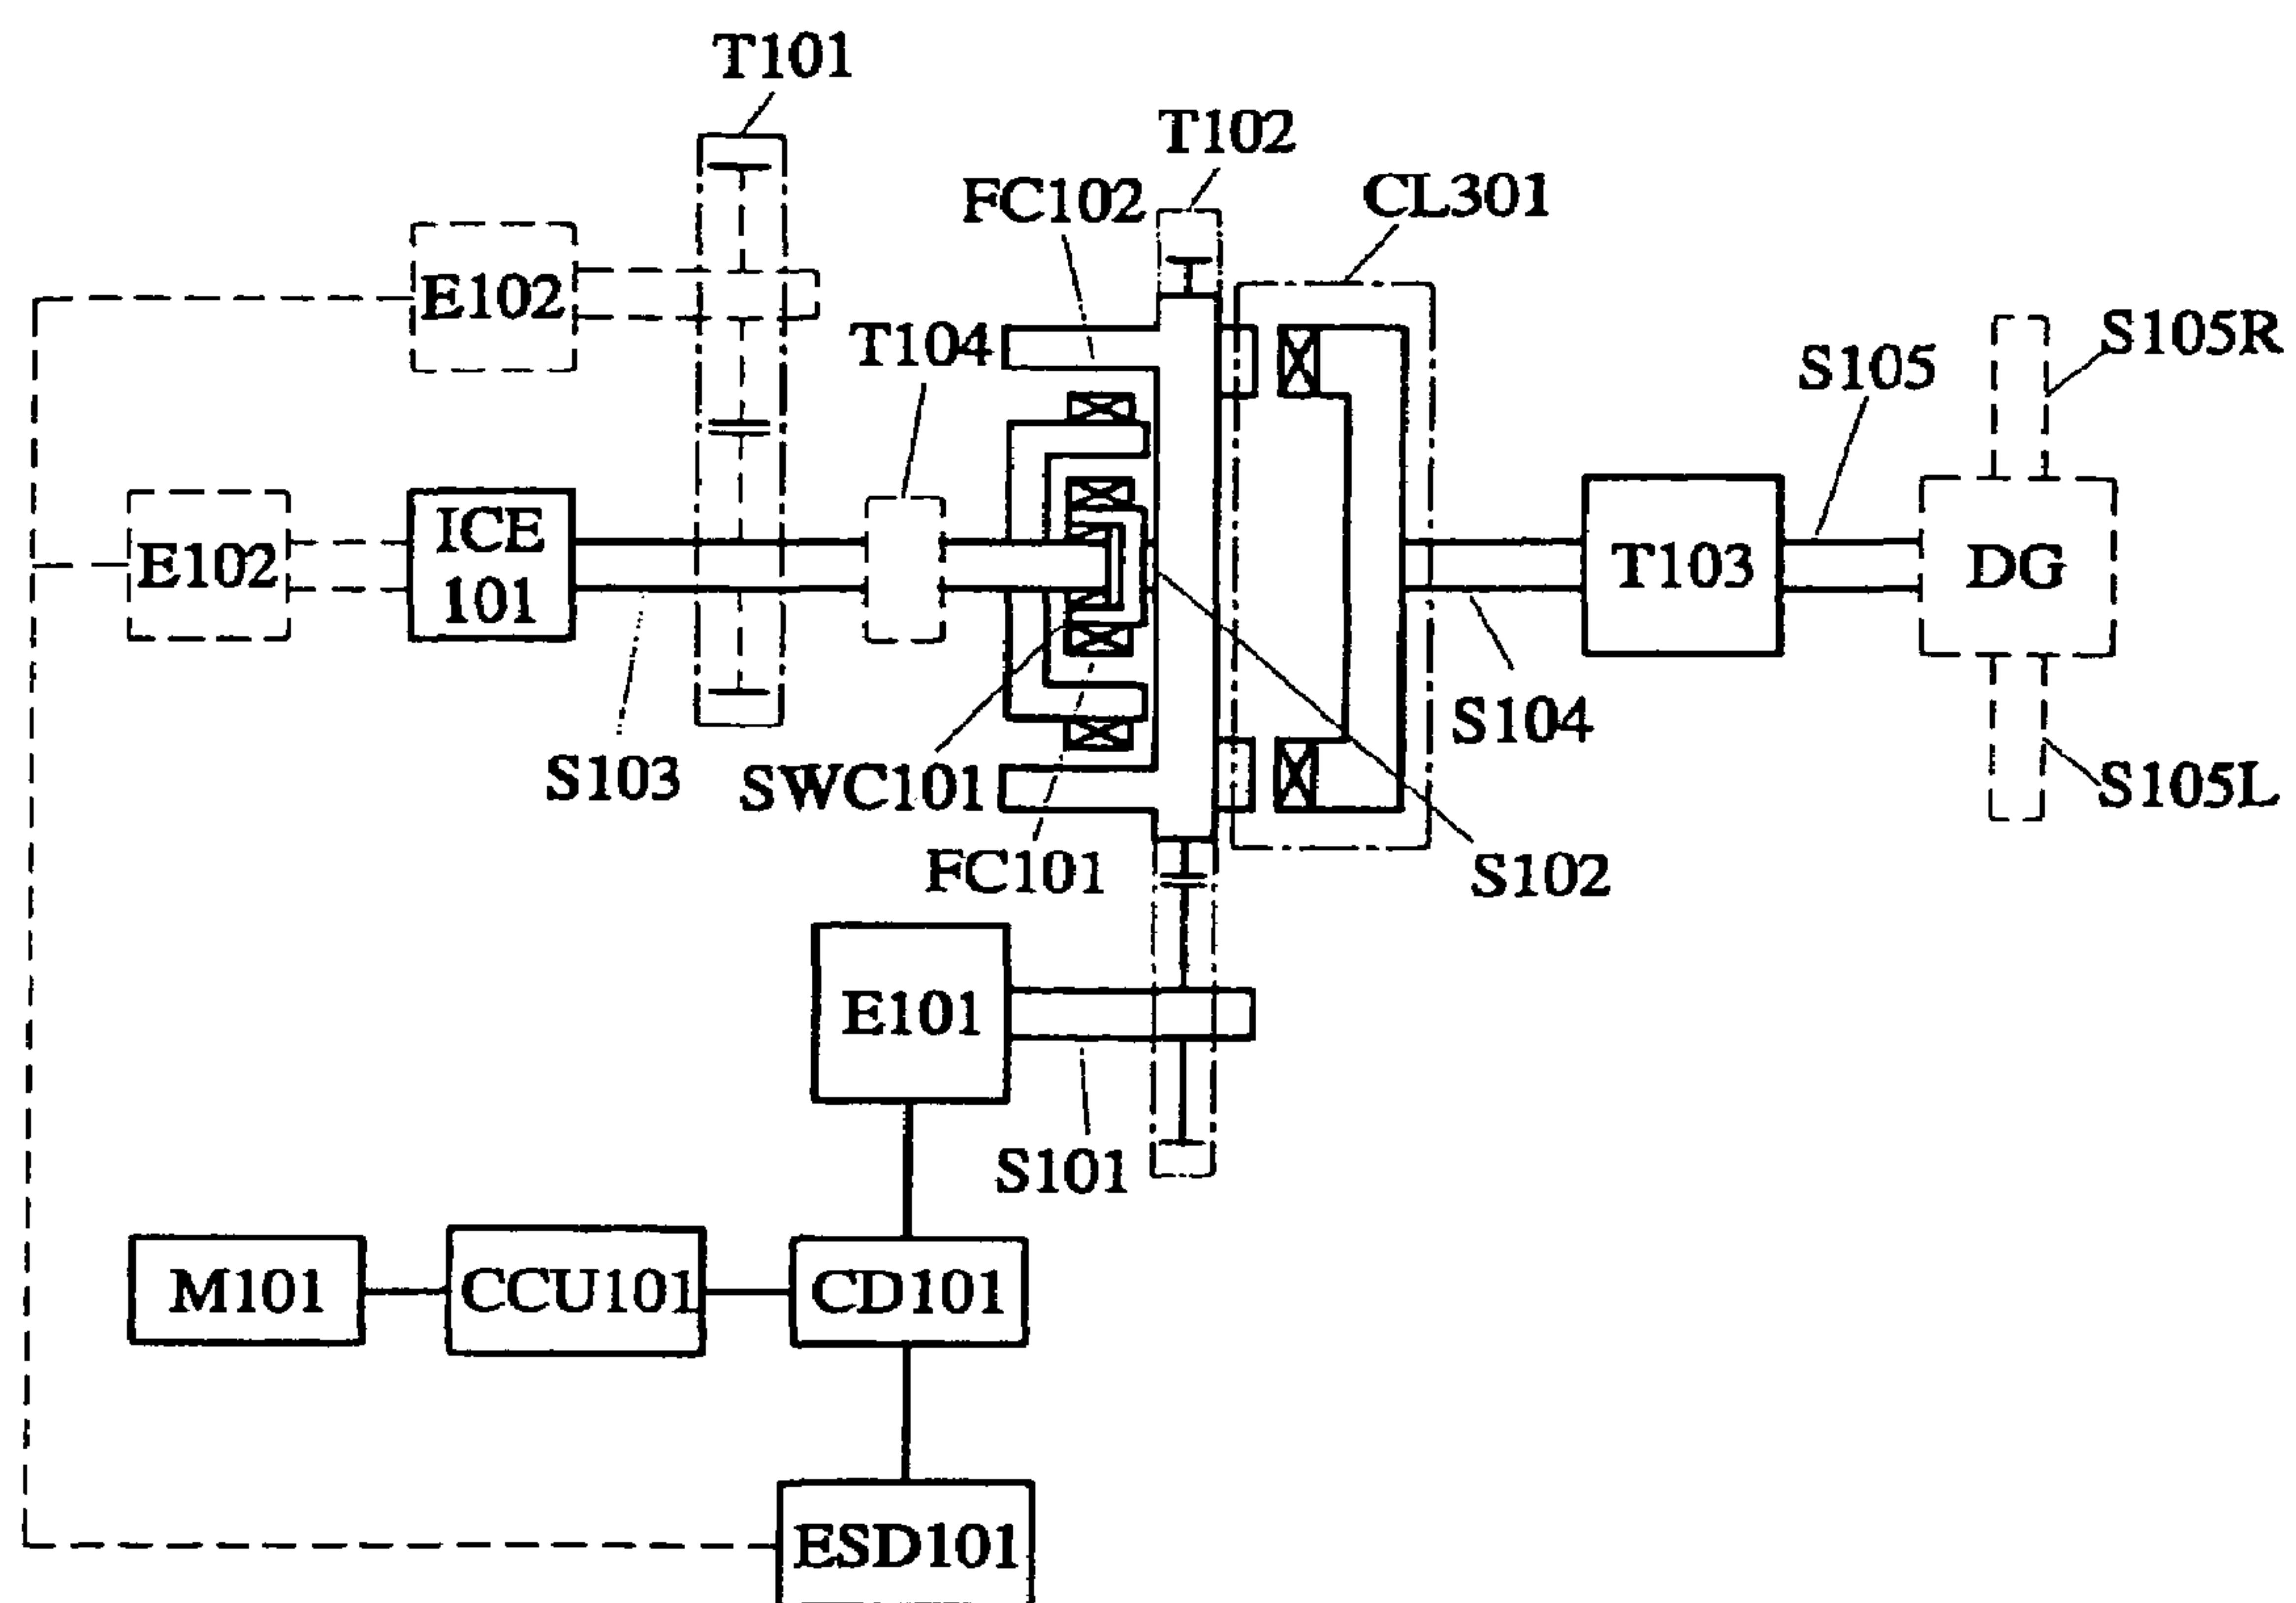 T101
T102
FC102
CL301
E102
T104
S105R
S105
E102
ICE
101
T103
DG
S104
S103
SWC101
S105L
FC101
S102
E101
S101
M101
CCU101
CD101
ESD101